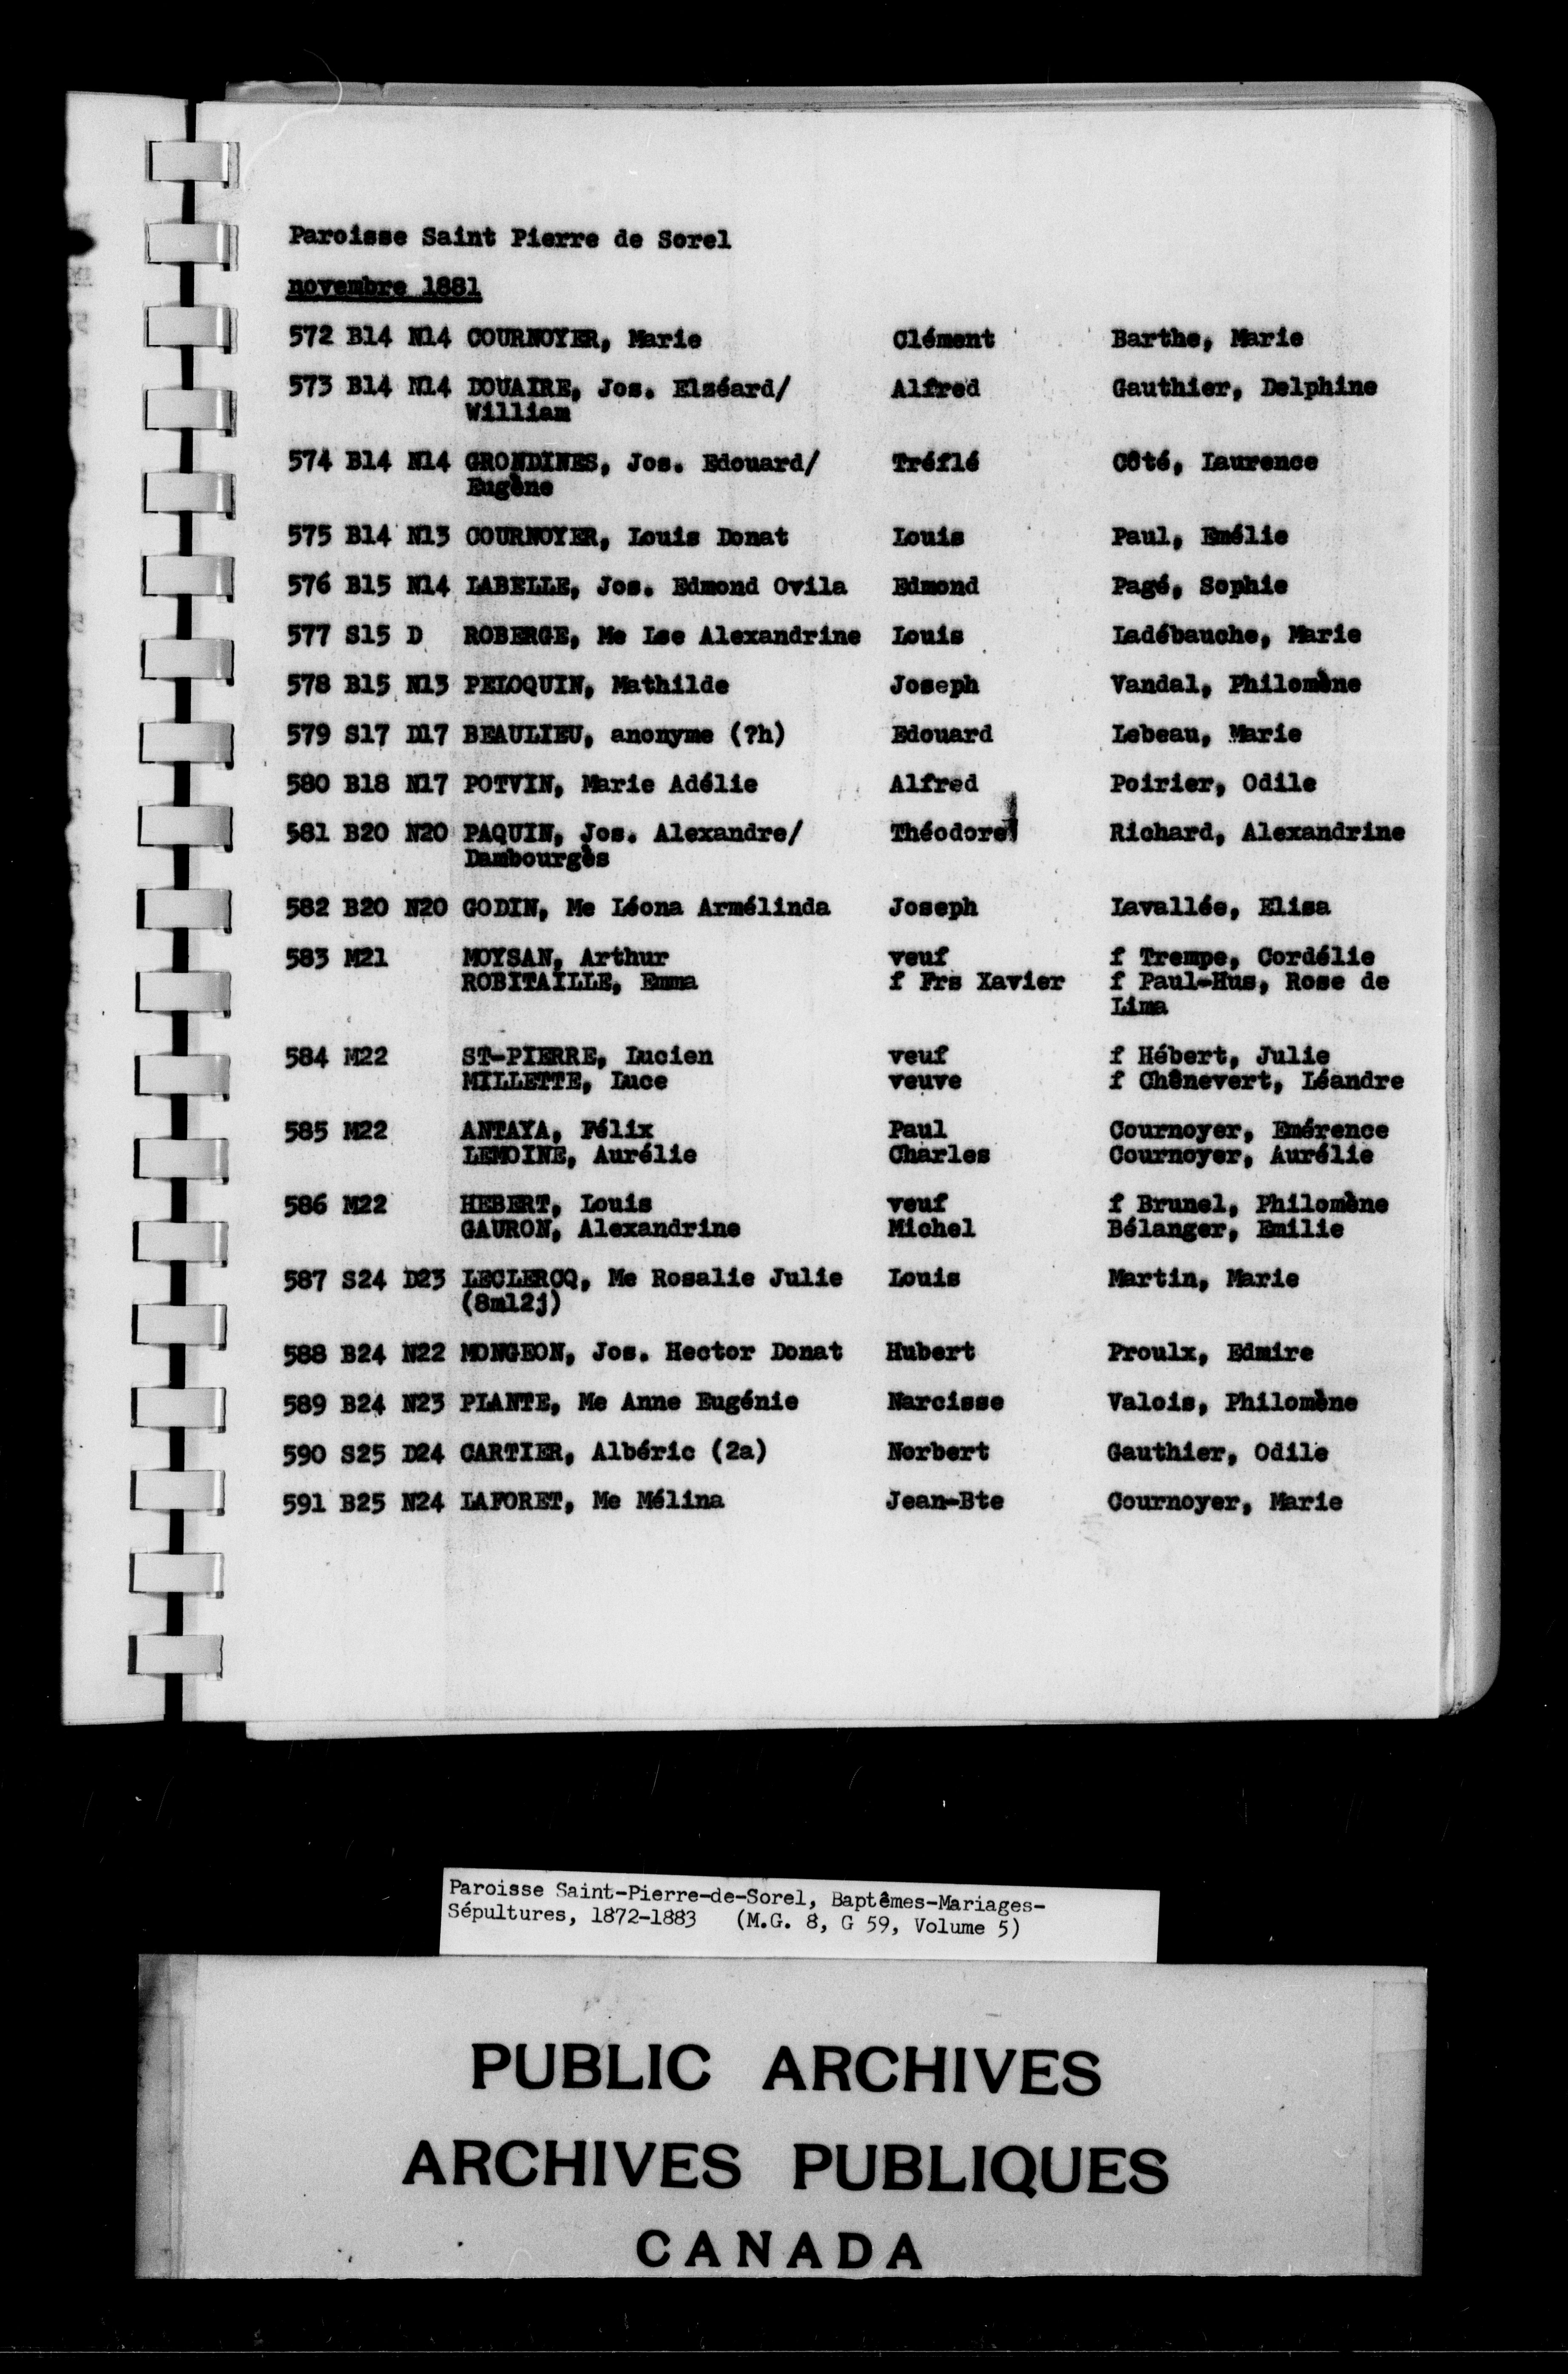 Paroisse Saint Pierre de Sorel
novembre 1881
572 B14 N14 COURNOYER, Marie Clément Barthe, Marie
573 B14 N14 DOUAIRE, Jos. Elzéard/ Alfred Gauthier, Delphine
William
574 B14 N14 GRONDINES, Jos. Edouard/ Tréflé Côté, Laurence
Eugène
575 B14 N13 COURNOYER, Louis Donat Louis Paul, Emélie
576 B15 N14 LABELLE, Jos. Edmond Ovila Edmond Pagé, Sophie
577 S15 D ROBERGE, Me Lse Alexandrine Louis Ladébauche, Marie
578 B15 N13 PELOQUIN, Mathilde Joseph Vandal, Philomène
579 S17 D17 BEAULIEU, anonyme (?h) Edouard Lebeau, Marie
580 B18 N17 POTVIN, Marie Adélie Alfred Poirier, Odile
581 B20 N20 PAQUIN, Jos. Alexandre/ Théodore Richard, Alexandrine
Dambourgès
582 B20 N20 GODIN, Me Léona Armélinda Joseph Lavallée, Elisa
583 M21 MOYSAN, Arthur veuf f Trempe, Cordélie
ROBITAILLE, Emma f Frs Xavier f Paul-Hus, Rose de
Lima
584 M22 ST-PIERRE, Lucien veuf f Hébert, Julie
MILLETTE, Luce veuve f Chênevert, Léandre
585 M22 ANTAYA, Félix Paul Cournoyer, Emérence
LEMOINE, Aurélie Charles Cournoyer, Aurélie
586 M22 HEBERT, Louis veuf f Brunel, Philomène
GAURON, Alexandrine Michel Bélanger, Emilie
587 S24 D23 LECLERCQ, Me Rosalie Julie Louis Martin, Marie
(8m12j)
588 B24 N22 MONGEON, Jos. Hector Donat Hubert Proulx, Edmire
589 B24 N23 PLANTE, Me Anne Eugénie Narcisse Valois, Philomène
590 S25 D24 CARTIER, Albéric (2a) Norbert Gauthier, Odile
591 B25 N24 LAFORET, Me Mélina Jean-Bte Cournoyer, Marie
Paroisse Saint-Pierre-de-Sorel, Baptêmes-Mariages-
Sépultures, 1872-1883 (M.G. 8, G 59, Volume 5)
PUBLIC ARCHIVES
ARCHIVES PUBLIQUES
CANADA